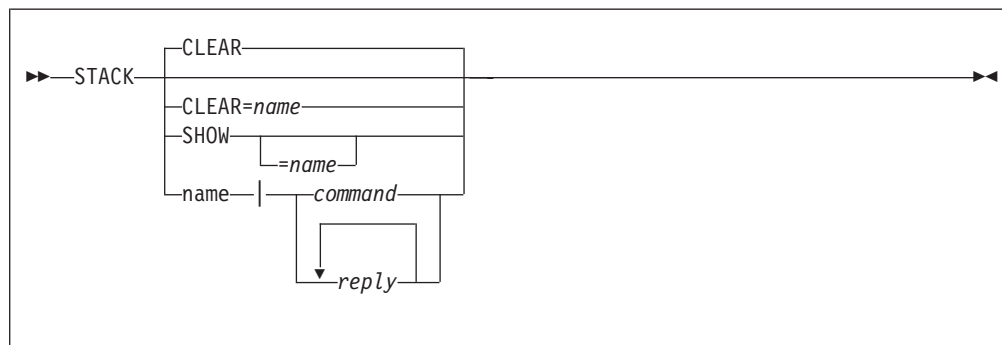 CLEAR
STACK
CLEAR=name
SHOW
=name
name | command
reply